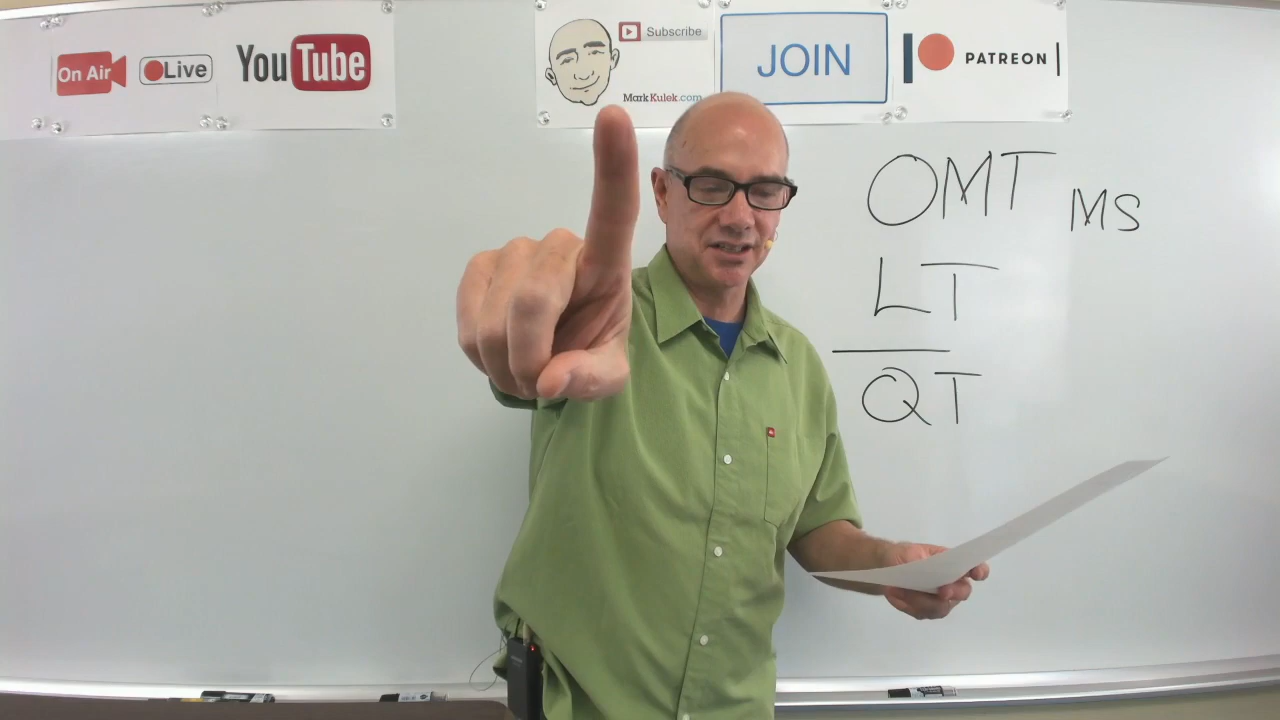 On Air
Live
YouTube
Subscribe
MarkKulek.com
JOIN
PATREON
OMT MS
LT
QT